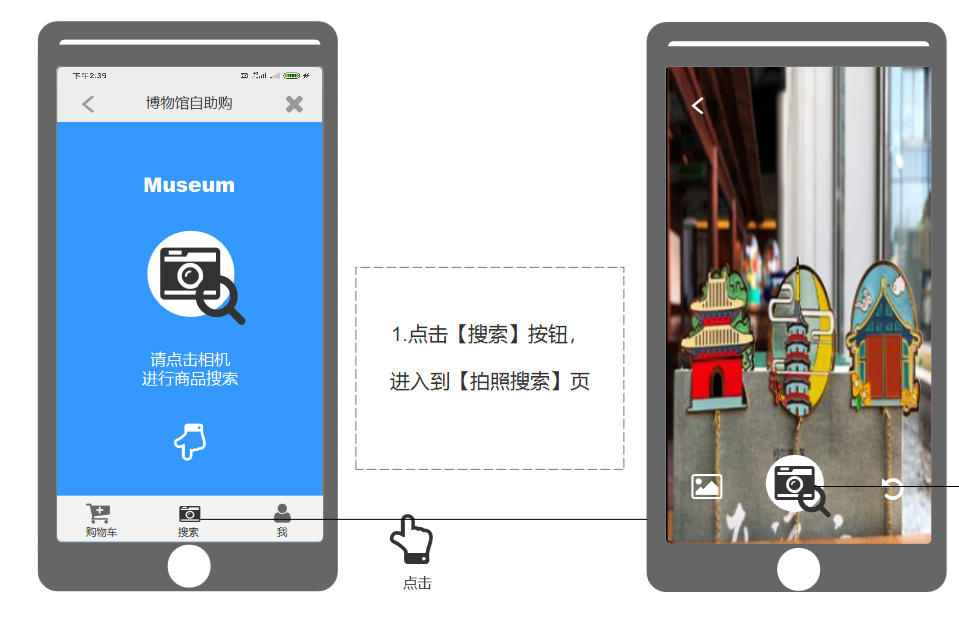 下午2:39
博物馆自助购
Museum
请点击相机
进行商品搜索
购物车
搜索
我
1.点击【搜索】按钮，
进入到【拍照搜索】页
点击